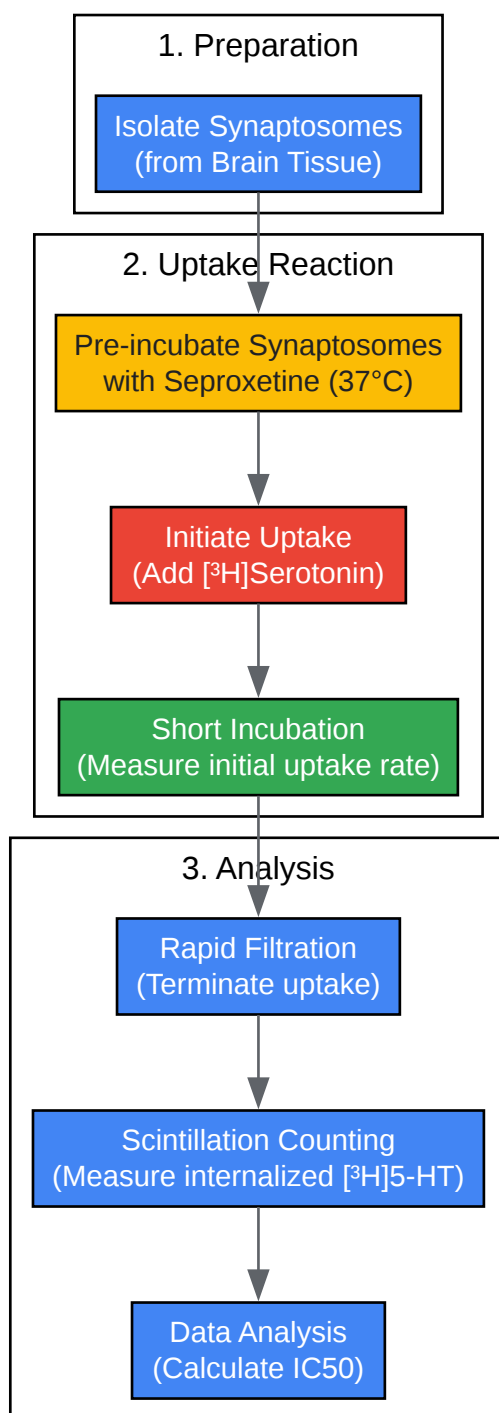 1. Preparation
Isolate Synaptosomes
(from Brain Tissue)
2. Uptake Reaction
Pre-incubate Synaptosomes
with Seproxetine (37°C)
Initiate Uptake
(Add [³H]Serotonin)
Short Incubation
(Measure initial uptake rate)
3. Analysis
Rapid Filtration
(Terminate uptake)
Scintillation Counting
(Measure internalized [³H]5-HT)
Data Analysis
(Calculate IC50)